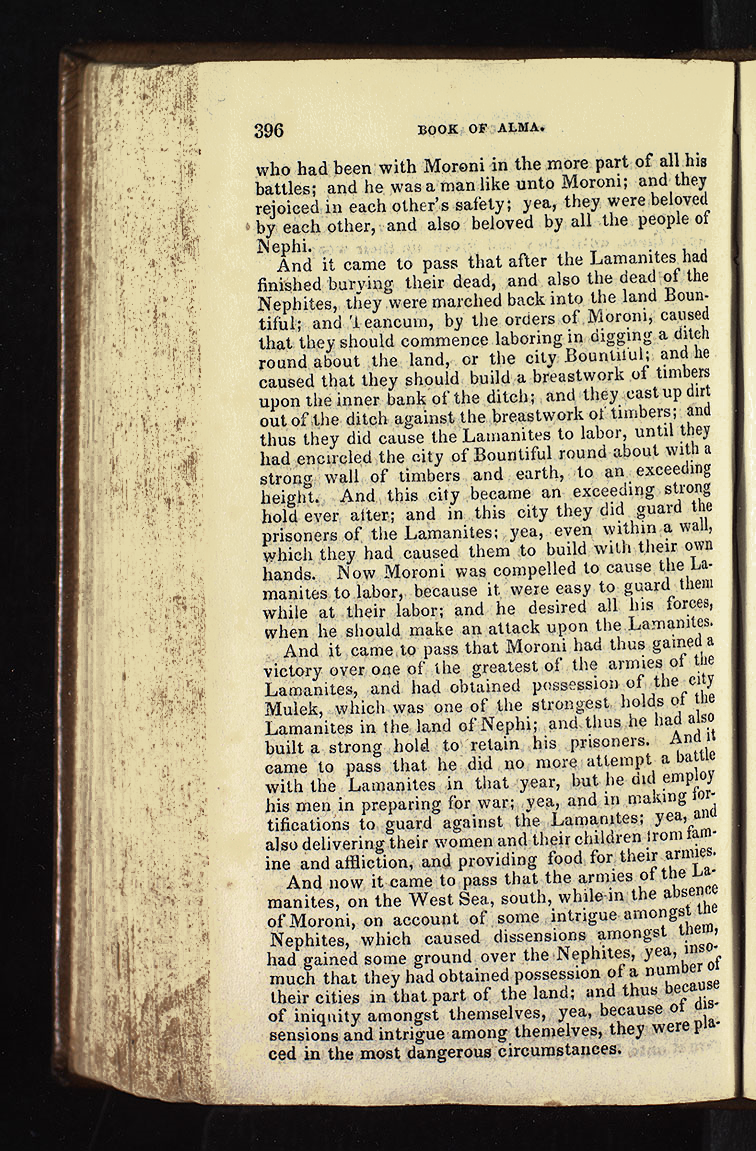 396 BOOK OF ALMA.
who had been with Moroni in the more part of all his
battles; and he was a man like unto Moroni; and they
rejoiced in each other's safety; yea, they were beloved
by each other, and also beloved by all the people of
Nephi.
And it came to pass that after the Lamanites had
finished burying their dead, and also the dead of the
Nephites, they were marched back into the land Boun-
tiful; and Teancum, by the orders of Moroni, caused
that they should commence laboring in digging a ditch
round about the land, or the city Bountiful; and he
caused that they should build a breastwork of timbers
upon the inner bank of the ditch; and they cast up dirt
out of the ditch against the breastwork of timbers; and
thus they did cause the Lamanites to labor, until they
had encircled the city of Bountiful round about with a
strong wall of timbers and earth, to an exceeding
height. And this city became an exceeding strong
hold ever after; and in this city they did guard the
prisoners of the Lamanites; yea, even within a wall,
which they had caused them to build with their own
hands. Now Moroni was compelled to cause the La-
manites to labor, because it were easy to guard them
while at their labor; and he desired all his forces,
when he should make an attack upon the Lamanites.
And it came to pass that Moroni had thus gained a
victory over one of the greatest of the armies of the
Lamanites, and had obtained possession of the city
Mulek, which was one of the strongest holds of the
Lamanites in the land of Nephi; and thus he had also
built a strong hold to retain his prisoners. And it
came to pass that he did no more attempt a battle
with the Lamanites in that year, but he did employ
his men in preparing for war; yea, and in making for-
tifications to guard against the Lamanites; yea, and
also delivering their women and their children from fam-
ine and affliction, and providing food for their armies.
And now it came to pass that the armies of the La-
manites, on the West Sea, south, while in the absence
of Moroni, on account of some intrigue amongst the
Nephites, which caused dissensions amongst them,
had gained some ground over the Nephites, yea, inso-
much that they had obtained possession of a number of
their cities in that part of the land; and thus because
of iniquity amongst themselves, yea, because of dis-
sensions and intrigue among themelves, they were pla-
ced in the most dangerous circumstances.